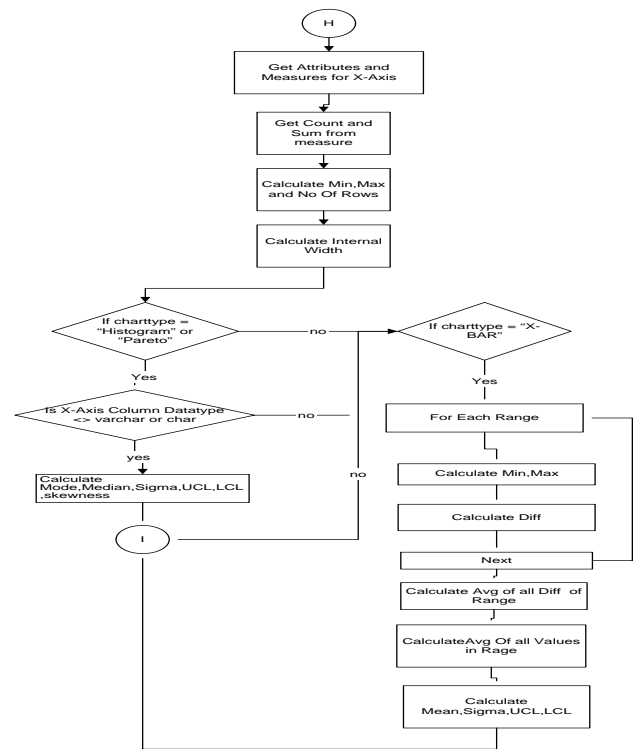 H
Get Attributes and
Measures for X-Axis
Get Count and
Sum from
measure
Calculate Min,Max
and No Of Rows
Calculate Internal
Width
If charttype =
"Histogram" or
"Pareto"
no
If charttype = "X-
BAR"
Yes
Yes
Is X-Axis Column Datatype
<> varchar or char
no
For Each Range
yes
no
Calculate
Mode,Median,Sigma,UCL,LCL
,skewness
Calculate Min,Max
Calculate Diff
I
Next
Calculate Avg of all Diff of
Range
CalculateAvg Of all Values
in Rage
Calculate
Mean,Sigma,UCL,LCL